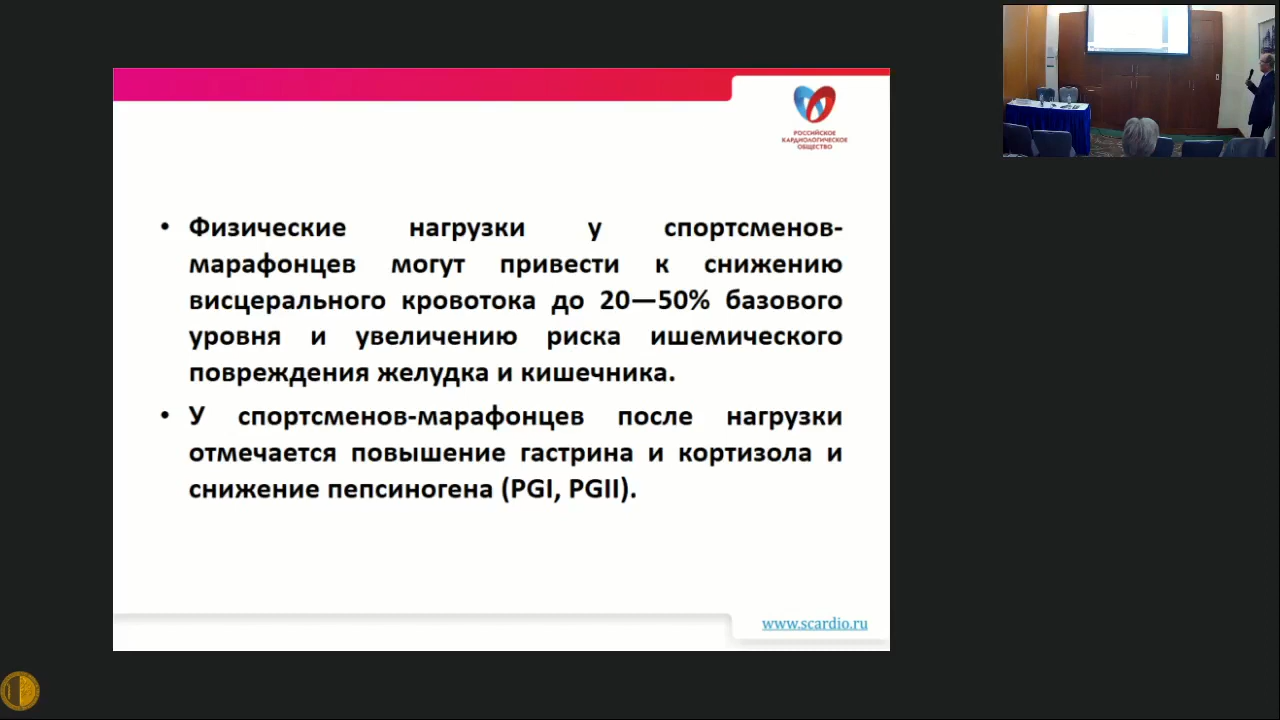 РОССИЙСКОЕ
КАРДИОЛОГИЧЕСКОЕ
ОБЩЕСТВО
• Физические нагрузки у спортсменов-
марафонцев могут привести к снижению
висцерального кровотока до 20—50% базового
уровня и увеличению риска ишемического
повреждения желудка и кишечника.
• У спортсменов-марафонцев после нагрузки
отмечается повышение гастрина и кортизола и
снижение пепсиногена (PGI, PGII).
www.scardio.ru